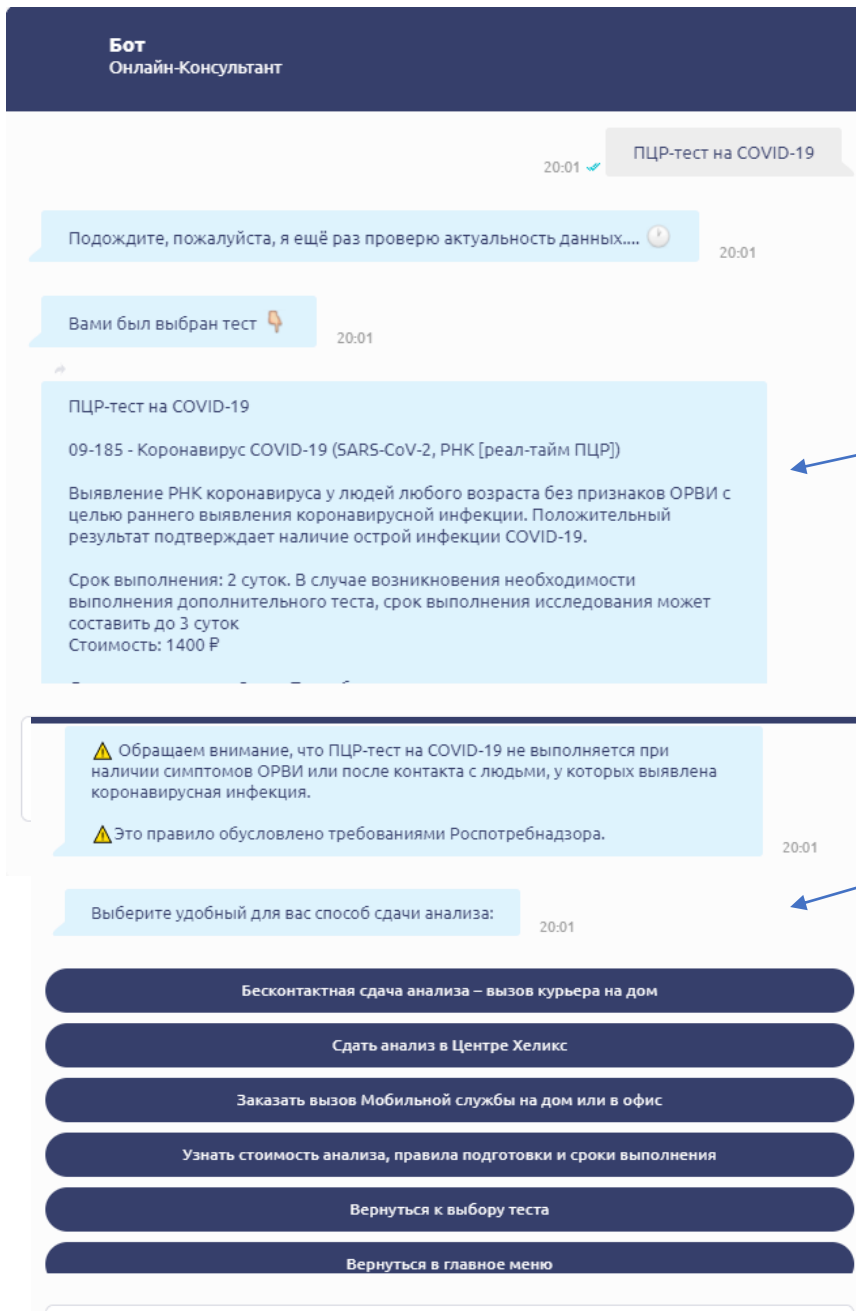 Бот
Онлайн-Консультант
ПЦР-тест на COVID-19
20:01
Подождите, пожалуйста, я ещё раз проверю актуальность данных....
20:01
Вами был выбран тест
20:01
ПЦР-тест на COVID-19
09-185 - Коронавирус COVID-19 (SARS-CoV-2, РНК [реал-тайм ПЦР])
Выявление РНК коронавируса у людей любого возраста без признаков ОРВИ с
целью раннего выявления коронавирусной инфекции. Положительный
результат подтверждает наличие острой инфекции COVID-19.
Срок выполнения: 2 суток. В случае возникновения необходимости
выполнения дополнительного теста, срок выполнения исследования может
составить до 3 суток
Стоимость: 1400 ₽
Обращаем внимание, что ПЦР-тест на COVID-19 не выполняется при
наличии симптомов ОРВИ или после контакта с людьми, у которых выявлена
коронавирусная инфекция.
Это правило обусловлено требованиями Роспотребнадзора.
20:01
Выберите удобный для вас способ сдачи анализа:
20:01
Бесконтактная сдача анализа – вызов курьера на дом
Сдать анализ в Центре Хеликс
Заказать вызов Мобильной службы на дом или в офис
Узнать стоимость анализа, правила подготовки и сроки выполнения
Вернуться к выбору теста
Вернуться в главное меню